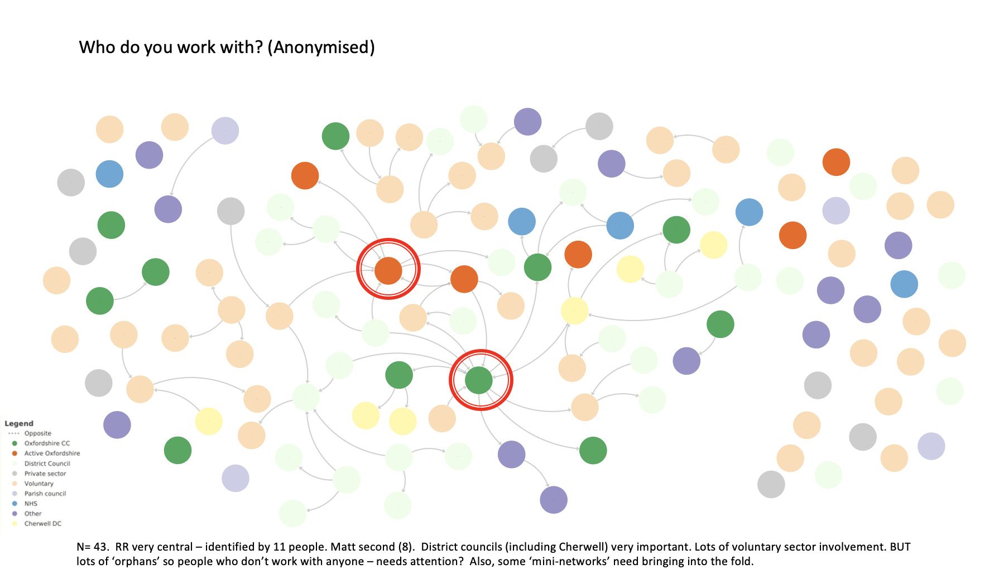 Who do you work with? (Anonymised)
Legend
Opposite
Oxfordshire CC
Active Oxfordshire
District Council
Private sector
Voluntary
Parish council
NHS
Other
Cherwell DC
N= 43.  RR very central – identified by 11 people. Matt second (8).  District councils (including Cherwell) very important. Lots of voluntary sector involvement. BUT
lots of ‘orphans’ so people who don’t work with anyone – needs attention?  Also, some ‘mini-networks’ need bringing into the fold.